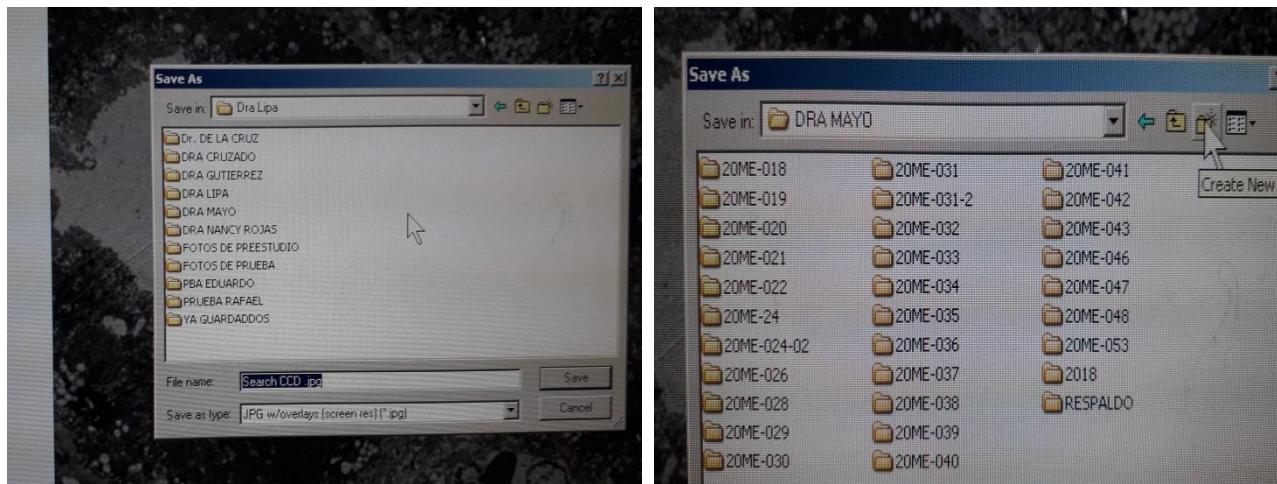 Save As
Save in: Dra Lipa
Dr. DE LA CRUZ
DRA CRUZADO
DRA GUTIERREZ
DRA LIPA
DRA MAYO
DRA NANCY ROJAS
FOTOS DE PREESTUDIO
FOTOS DE PRUEBA
PBA EDUARDO
PRUEBA RAFAEL
YA GUARDADDOS
File name: Search CCD .jpg Save
Save as type: JPG w/overlays (screen res) (*.jpg) Cancel
Save As
Save in: DRA MAYO
Create New
20ME-018
20ME-019
20ME-020
20ME-021
20ME-022
20ME-24
20ME-024-02
20ME-026
20ME-028
20ME-029
20ME-030
20ME-031
20ME-031-2
20ME-032
20ME-033
20ME-034
20ME-035
20ME-036
20ME-037
20ME-038
20ME-039
20ME-040
20ME-041
20ME-042
20ME-043
20ME-046
20ME-047
20ME-048
20ME-053
2018
RESPALDO